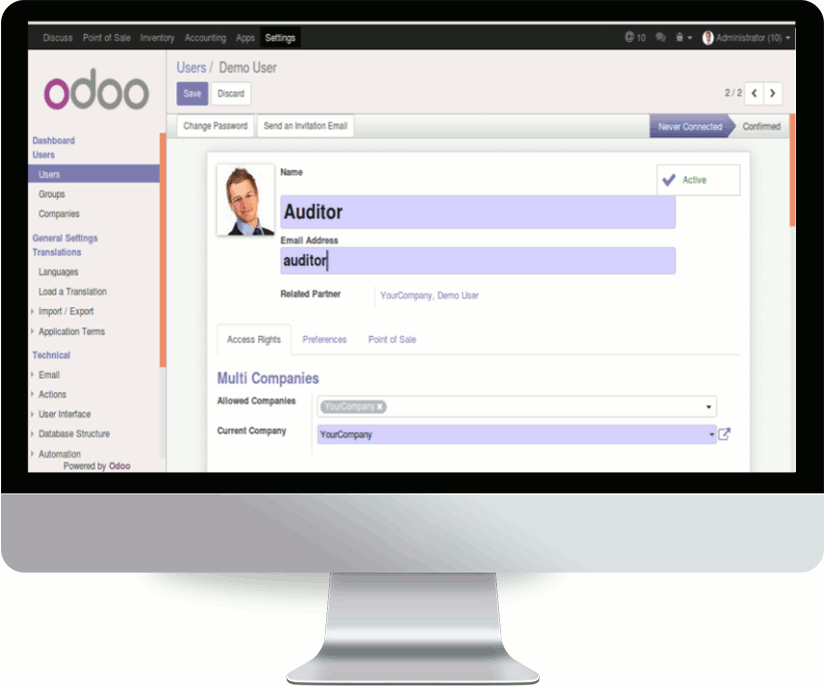 Discuss Point of Sale Inventory Accounting Apps Settings @ 10 Administrator (10)
odoo
Users / Demo User
Save Discard 2 / 2
Change Password Send an Invitation Email Never Connected Confirmed
Dashboard
Users
Users
Groups
Companies
General Settings
Translations
Languages
Load a Translation
Import / Export
Application Terms
Technical
Email
Actions
User Interface
Database Structure
Automation
Powered by Odoo
Name
Active
Auditor
Email Address
auditor
Related Partner YourCompany, Demo User
Access Rights Preferences Point of Sale
Multi Companies
Allowed Companies YourCompany ×
Current Company YourCompany